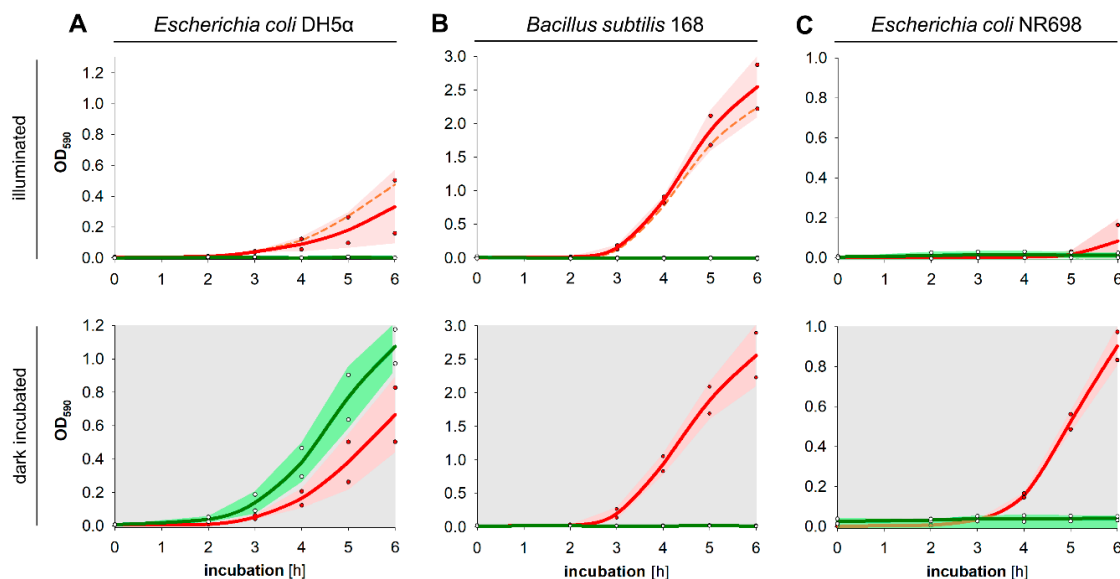 A Escherichia coli DH5α
B Bacillus subtilis 168
C Escherichia coli NR698
illuminated
OD590
1.2
1.0
0.8
0.6
0.4
0.2
0.0
0 1 2 3 4 5 6
3.0
2.5
2.0
1.5
1.0
0.5
0.0
0 1 2 3 4 5 6
1.0
0.8
0.6
0.4
0.2
0.0
0 1 2 3 4 5 6
dark incubated
OD590
1.2
1.0
0.8
0.6
0.4
0.2
0.0
0 1 2 3 4 5 6
incubation [h]
3.0
2.5
2.0
1.5
1.0
0.5
0.0
0 1 2 3 4 5 6
incubation [h]
1.0
0.8
0.6
0.4
0.2
0.0
0 1 2 3 4 5 6
incubation [h]